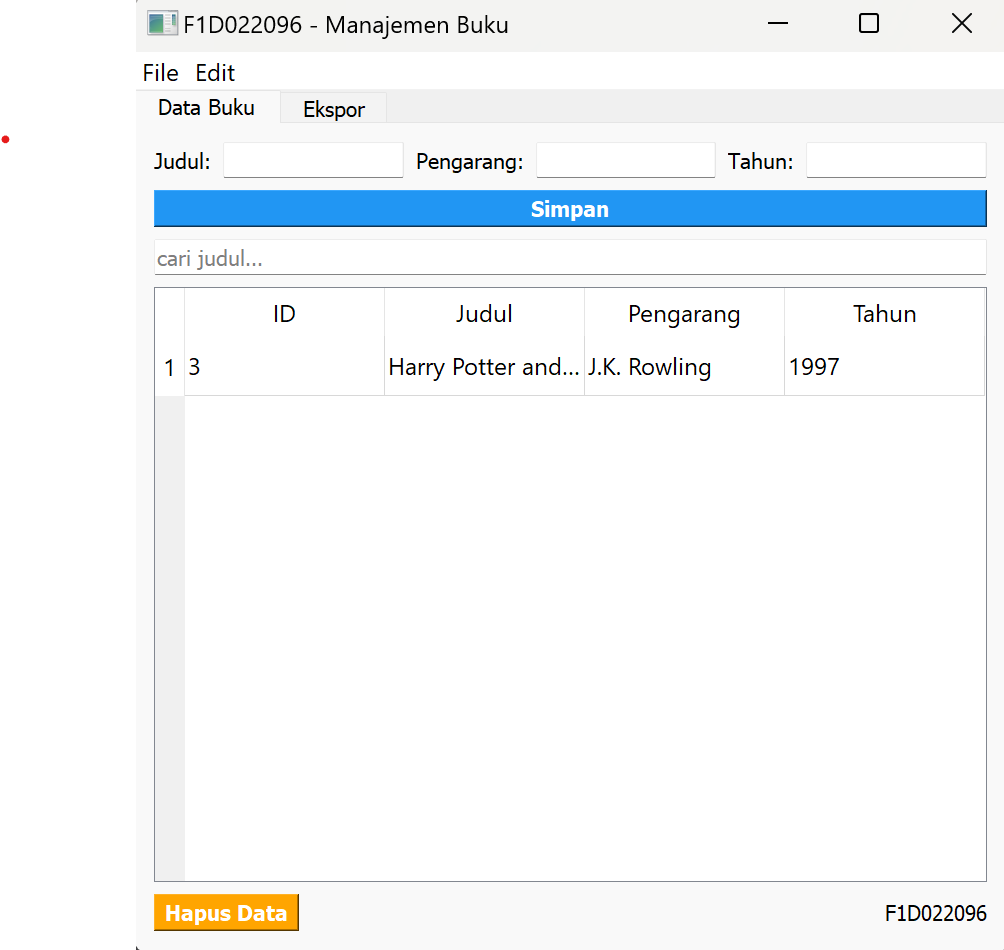 F1D022096 - Manajemen Buku
File Edit
Data Buku Ekspor
Judul: Pengarang: Tahun:
Simpan
cari judul...
ID Judul Pengarang Tahun
1 3 Harry Potter and... J.K. Rowling 1997
Hapus Data F1D022096